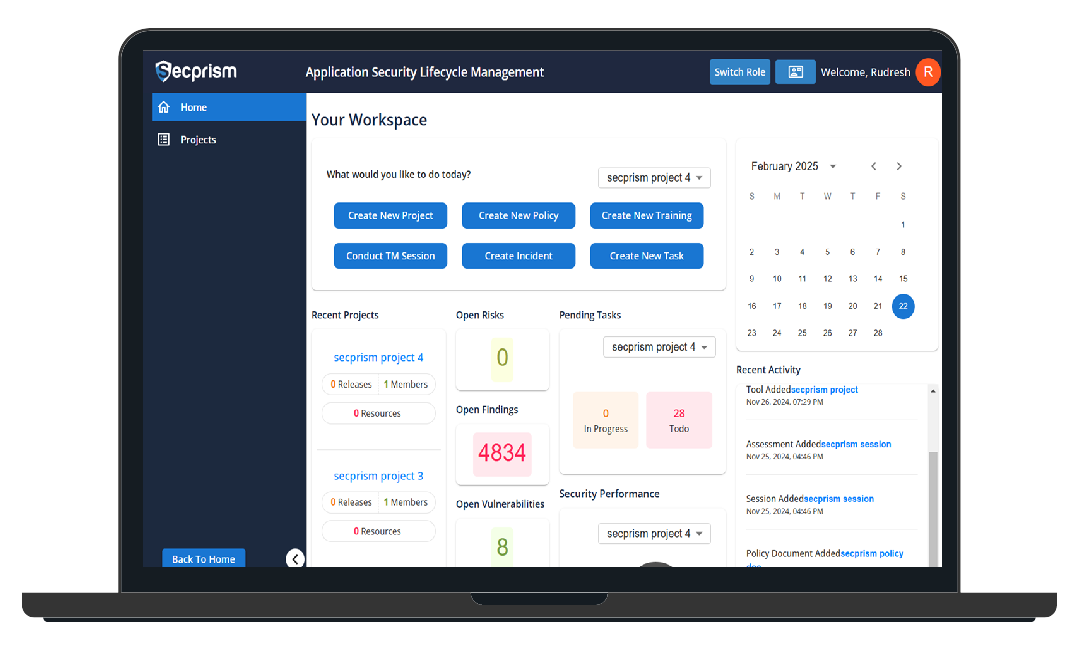 Secprism
Application Security Lifecycle Management
Switch Role
Welcome, Rudresh
R
Home
Projects
Back To Home
Your Workspace
What would you like to do today?
secprism project 4
Create New Project
Create New Policy
Create New Training
Conduct TM Session
Create Incident
Create New Task
Recent Projects
secprism project 4
0 Releases
1 Members
0 Resources
secprism project 3
0 Releases
1 Members
0 Resources
Open Risks
0
Open Findings
4834
Open Vulnerabilities
8
Pending Tasks
secprism project 4
0
In Progress
28
Todo
Security Performance
secprism project 4
February 2025
S M T W T F S
1
2 3 4 5 6 7 8
9 10 11 12 13 14 15
16 17 18 19 20 21 22
23 24 25 26 27 28
Recent Activity
Tool Addedsecprism project
Nov 26, 2024, 07:29 PM
Assessment Addedsecprism session
Nov 25, 2024, 04:46 PM
Session Addedsecprism session
Nov 25, 2024, 04:46 PM
Policy Document Addedsecprism policy